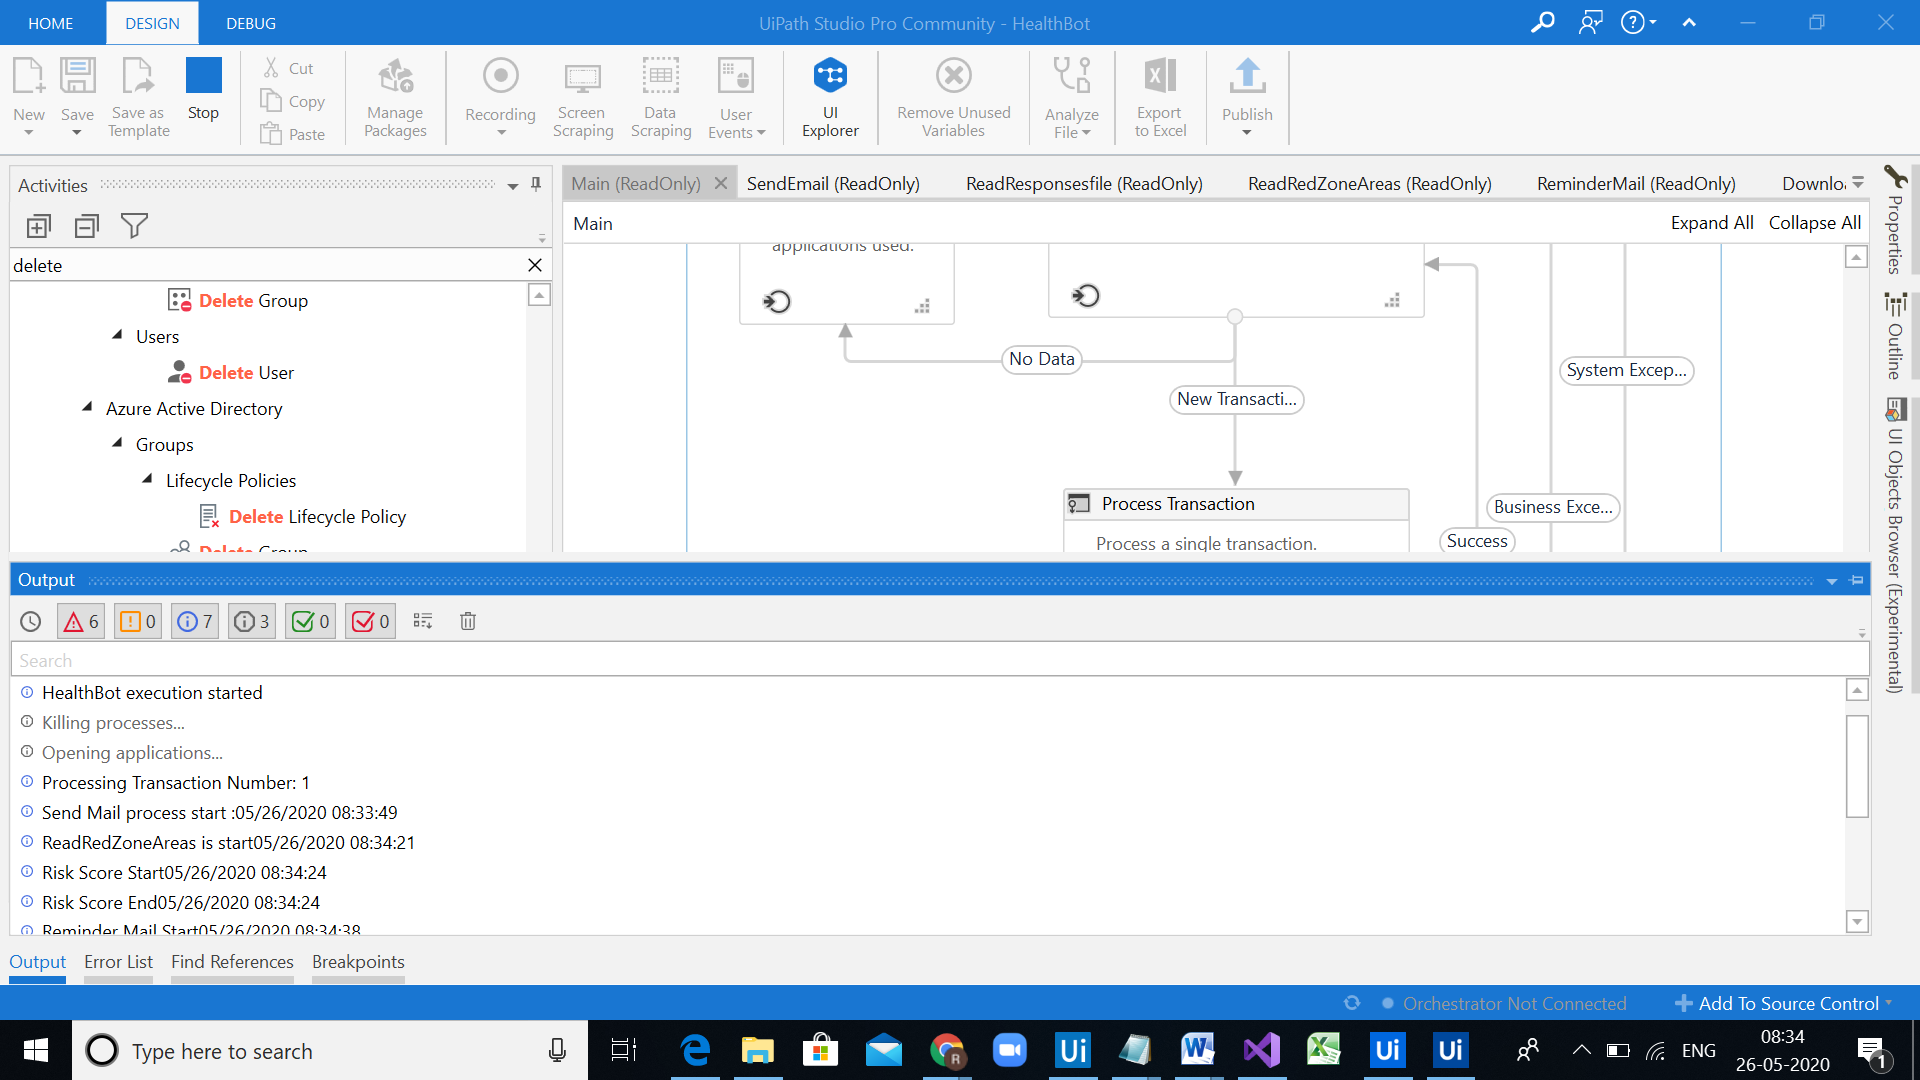 HOME
DESIGN
DEBUG
UiPath Studio Pro Community - HealthBot
New
Save
Save as
Template
Stop
Cut
Copy
Paste
Manage
Packages
Recording
Screen
Scraping
Data
Scraping
User
Events
UI
Explorer
Remove Unused
Variables
Analyze
File
Export
to Excel
Publish
Activities
delete
Delete Group
Users
Delete User
Azure Active Directory
Groups
Lifecycle Policies
Delete Lifecycle Policy
Delete Group
Main (ReadOnly)
SendEmail (ReadOnly)
ReadResponsesfile (ReadOnly)
ReadRedZoneAreas (ReadOnly)
ReminderMail (ReadOnly)
Downlo
Main
Expand All
Collapse All
applications used.
No Data
New Transacti...
System Excep...
Process Transaction
Process a single transaction.
Business Exce...
Success
Properties
Outline
UI Objects Browser (Experimental)
Output
6
0
7
3
0
0
Search
HealthBot execution started
Killing processes...
Opening applications...
Processing Transaction Number: 1
Send Mail process start :05/26/2020 08:33:49
ReadRedZoneAreas is start05/26/2020 08:34:21
Risk Score Start05/26/2020 08:34:24
Risk Score End05/26/2020 08:34:24
Reminder Mail Start05/26/2020 08:34:38
Output
Error List
Find References
Breakpoints
Orchestrator Not Connected
Add To Source Control
Type here to search
R
Ui
Ui
Ui
ENG
08:34
26-05-2020
1